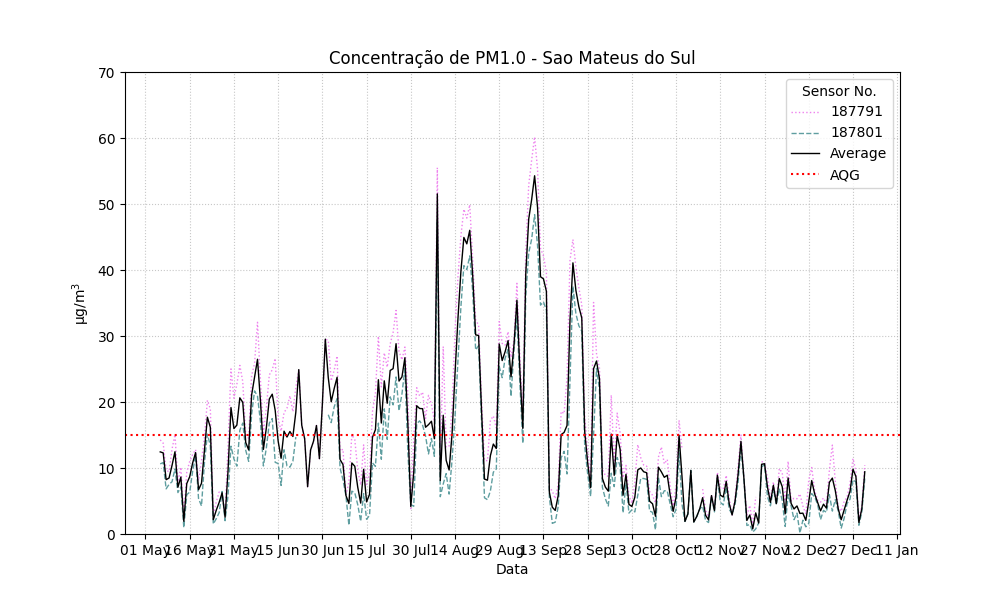 Concentração de PM1.0 - Sao Mateus do Sul
70
60
50
40
30
20
10
0
µg/m³
Sensor No.
187791
187801
Average
AQG
01 May 16 May 31 May 15 Jun 30 Jun 15 Jul 30 Jul 14 Aug 29 Aug 13 Sep 28 Sep 13 Oct 28 Oct 12 Nov 27 Nov 12 Dec 27 Dec 11 Jan
Data